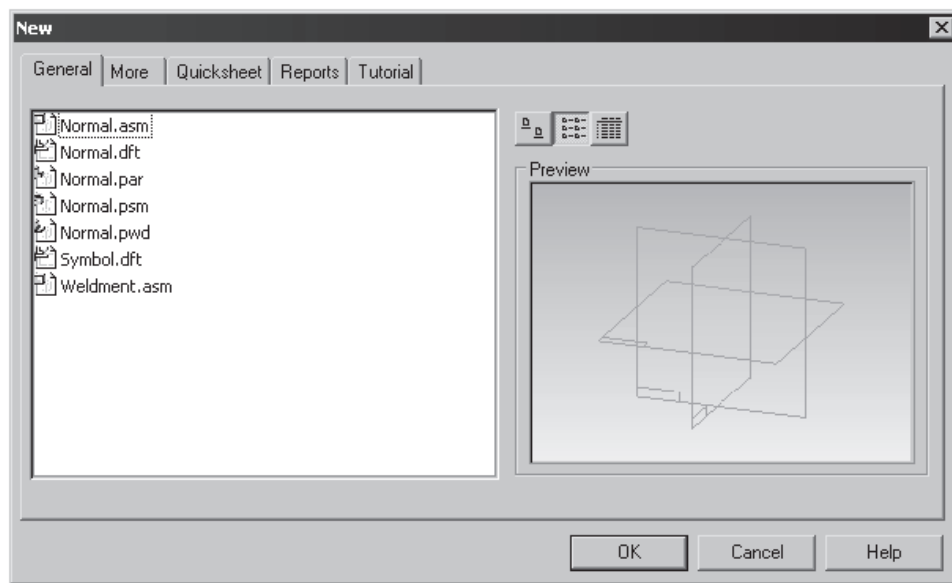 New
General More Quicksheet Reports Tutorial
Normal.asm
Normal.dft
Normal.par
Normal.psm
Normal.pwd
Symbol.dft
Weldment.asm
Preview
OK Cancel Help